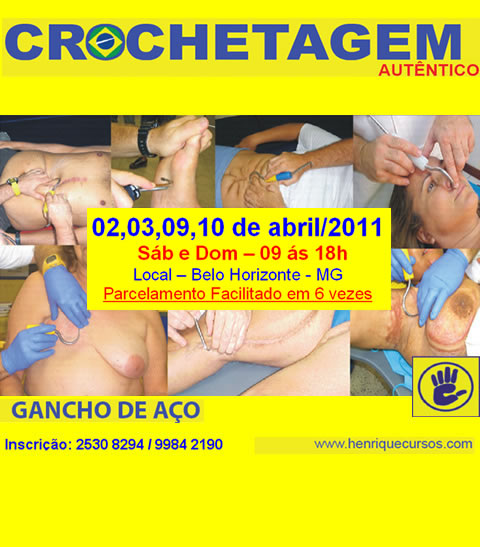 CROCHETAGEM
AUTÊNTICO
02,03,09,10 de abril/2011
Sáb e Dom – 09 ás 18h
Local – Belo Horizonte - MG
Parcelamento Facilitado em 6 vezes
GANCHO DE AÇO
Inscrição: 2530 8294 / 9984 2190
www.henriquecursos.com